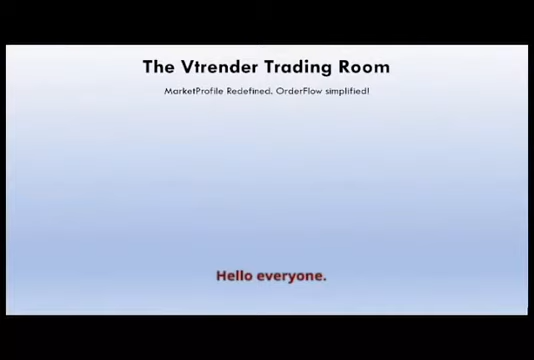 The Vtrender Trading Room
MarketProfile Redefined. OrderFlow simplified!
Hello everyone.